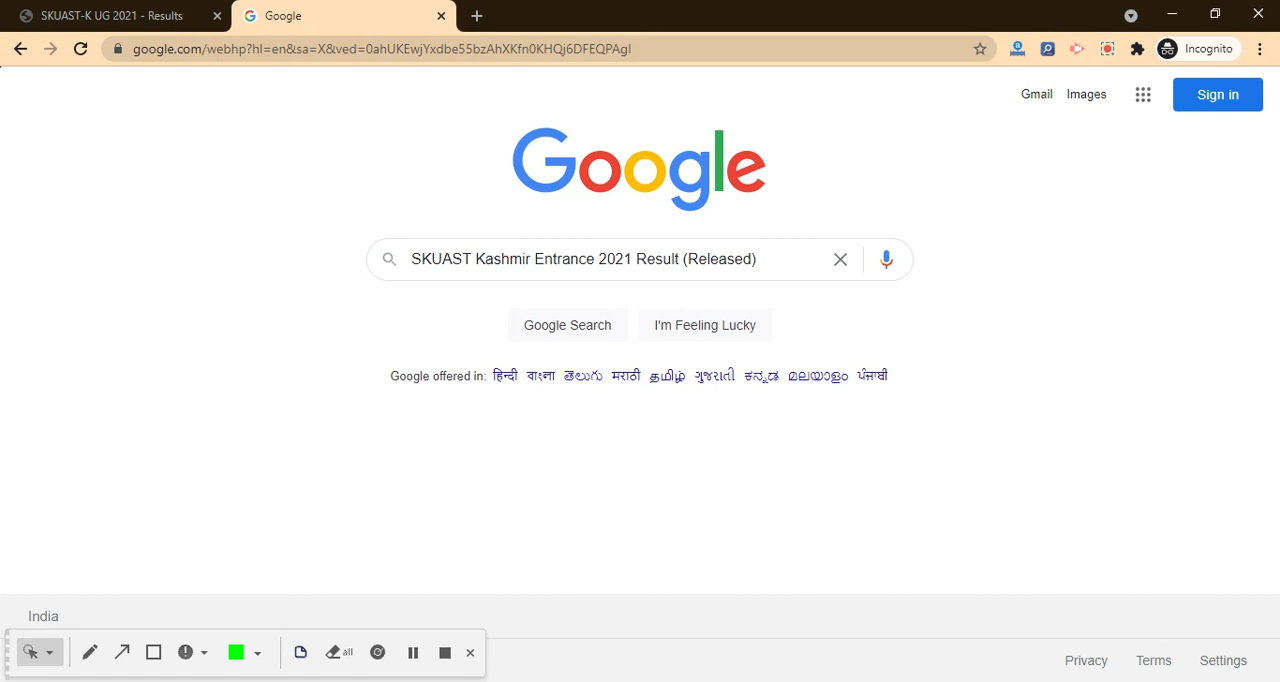 SKUAST-K UG 2021 - Results
Google
google.com/webhp?hl=en&sa=X&ved=0ahUKEwjYxdbe55bzAhXKfn0KHQj6DFEQPAgI
Incognito
Gmail Images Sign in
Google
SKUAST Kashmir Entrance 2021 Result (Released)
Google Search I'm Feeling Lucky
Google offered in: हिन्दी বাংলা తెలుగు मराठी தமிழ் ગુજરાતી ಕನ್ನಡ മലയാളം ਪੰਜਾਬੀ
India
all
Privacy Terms Settings